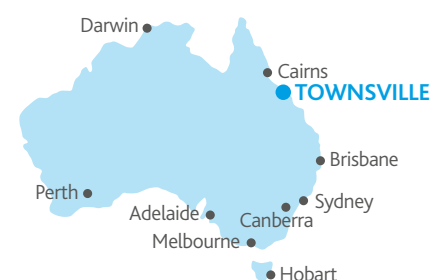 Darwin
Cairns
TOWNSVILLE
Brisbane
Perth
Sydney
Adelaide
Canberra
Melbourne
Hobart